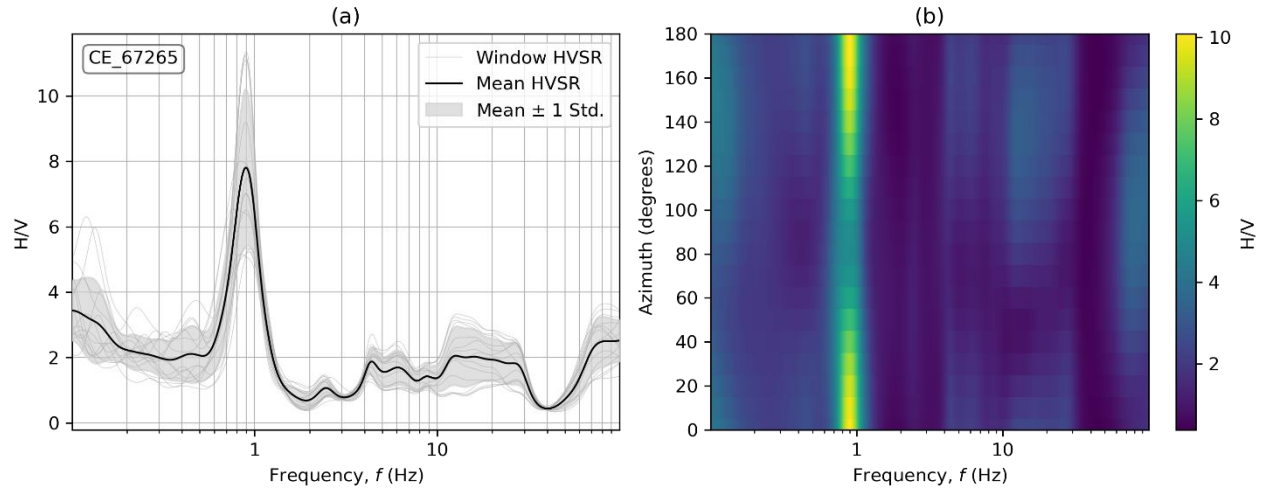 (a)
CE_67265
Window HVSR
Mean HVSR
Mean ± 1 Std.
10
8
6
4
2
0
H/V
1
10
Frequency, f (Hz)
(b)
180
160
140
120
100
80
60
40
20
0
Azimuth (degrees)
1
10
Frequency, f (Hz)
10
8
6
4
2
H/V